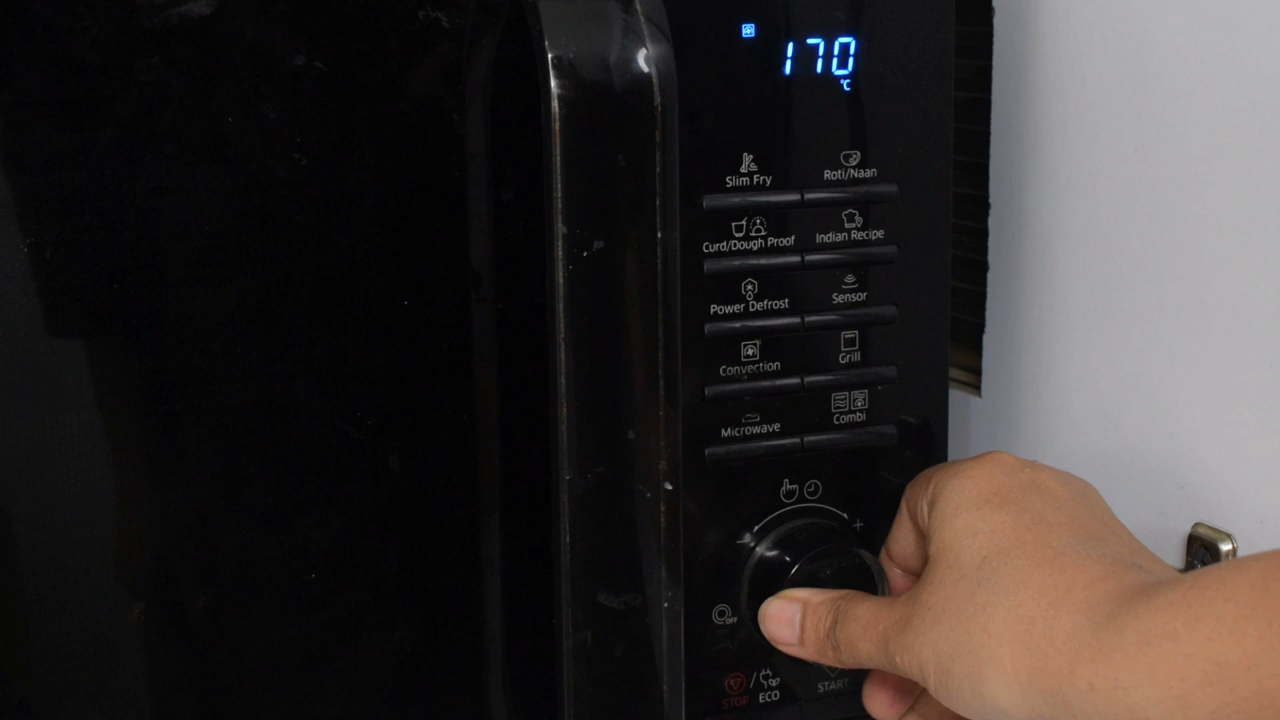 170
°C
Slim Fry
Roti/Naan
Curd/Dough Proof
Indian Recipe
Power Defrost
Sensor
Convection
Grill
Microwave
Combi
+
OFF
STOP / ECO
START